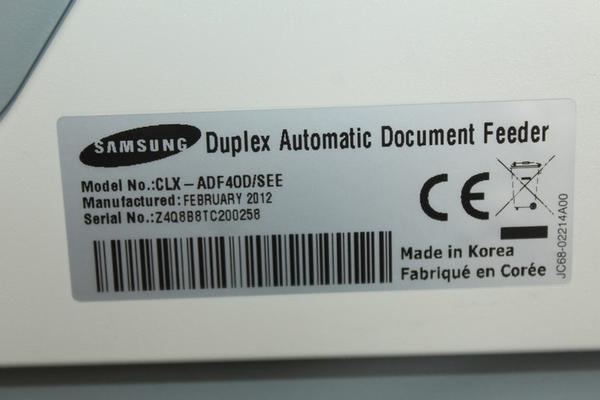 SAMSUNG Duplex Automatic Document Feeder
Model No.:CLX-ADF40D/SEE
Manufactured: FEBRUARY 2012
Serial No.:Z4Q8B8TC200258
CE
Made in Korea
Fabriqué en Corée
JC68-02214A00